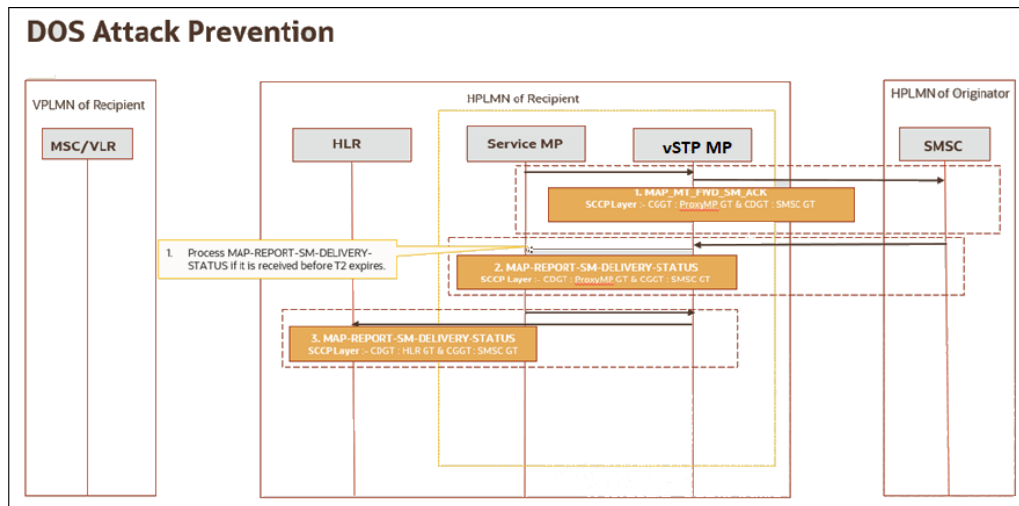 DOS Attack Prevention
VPLMN of Recipient
HPLMN of Recipient
HPLMN of Originator
MSC/VLR
HLR
Service MP
vSTP MP
SMSC
1. MAP_MT_FWD_SM_ACK
SCCP Layer :- CGGT : ProxyMP GT & CDGT : SMSC GT
1. Process MAP-REPORT-SM-DELIVERY-
STATUS if it is received before T2 expires.
2. MAP-REPORT-SM-DELIVERY-STATUS
SCCP Layer :- CDGT : ProxyMP GT & CGGT : SMSC GT
3. MAP-REPORT-SM-DELIVERY-STATUS
SCCP Layer :- CDGT : HLR GT & CGGT : SMSC GT